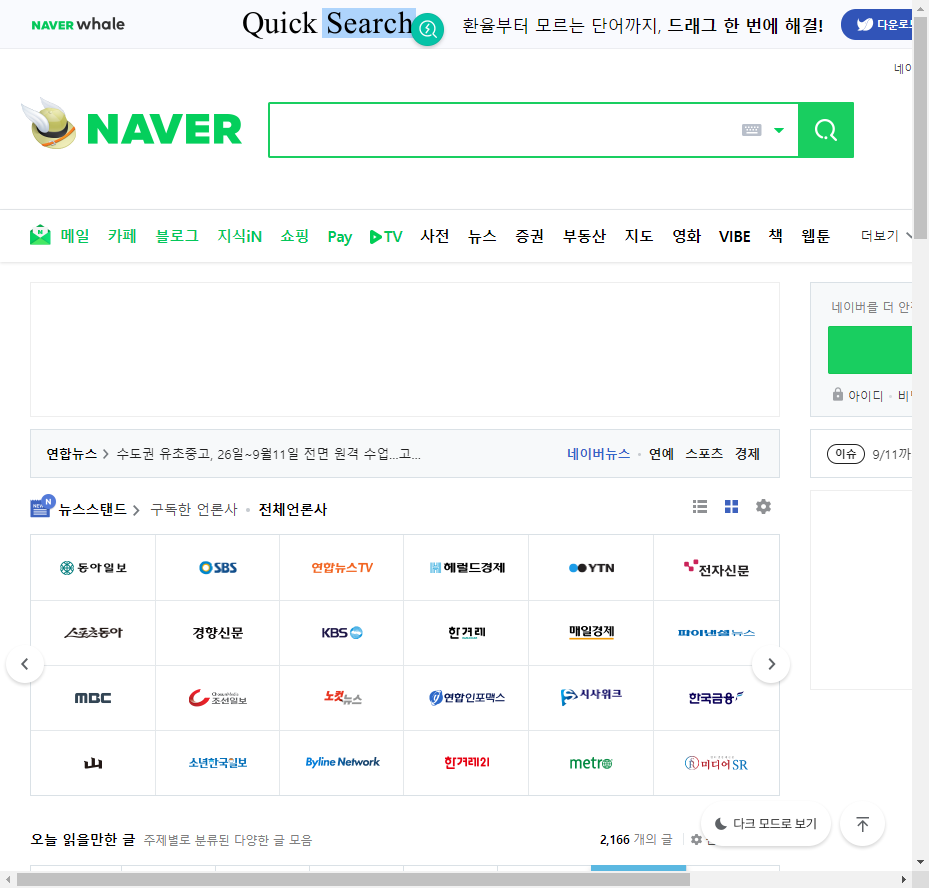 NAVER whale
Quick Search
환율부터 모르는 단어까지, 드래그 한 번에 해결!
NAVER
메일 카페 블로그 지식iN 쇼핑 Pay TV 사전 뉴스 증권 부동산 지도 영화 VIBE 책 웹툰 더보기
네이버를 더
아이디
연합뉴스 수도권 유초중고, 26일~9월11일 전면 원격 수업...고...
네이버뉴스 연예 스포츠 경제
이슈 9/11까
뉴스스탠드 구독한 언론사 전체언론사
동아일보 SBS 연합뉴스TV 헤럴드경제 YTN 전자신문
스포츠동아 경향신문 KBS 한겨레 매일경제 파이낸셜뉴스
MBC 조선일보 노컷뉴스 연합인포맥스 시사위크 한국금융
소년한국일보 Byline Network 한겨레21 metro 미디어SR
오늘 읽을만한 글 주제별로 분류된 다양한 글 모음
2,166 개의 글
다크 모드로 보기